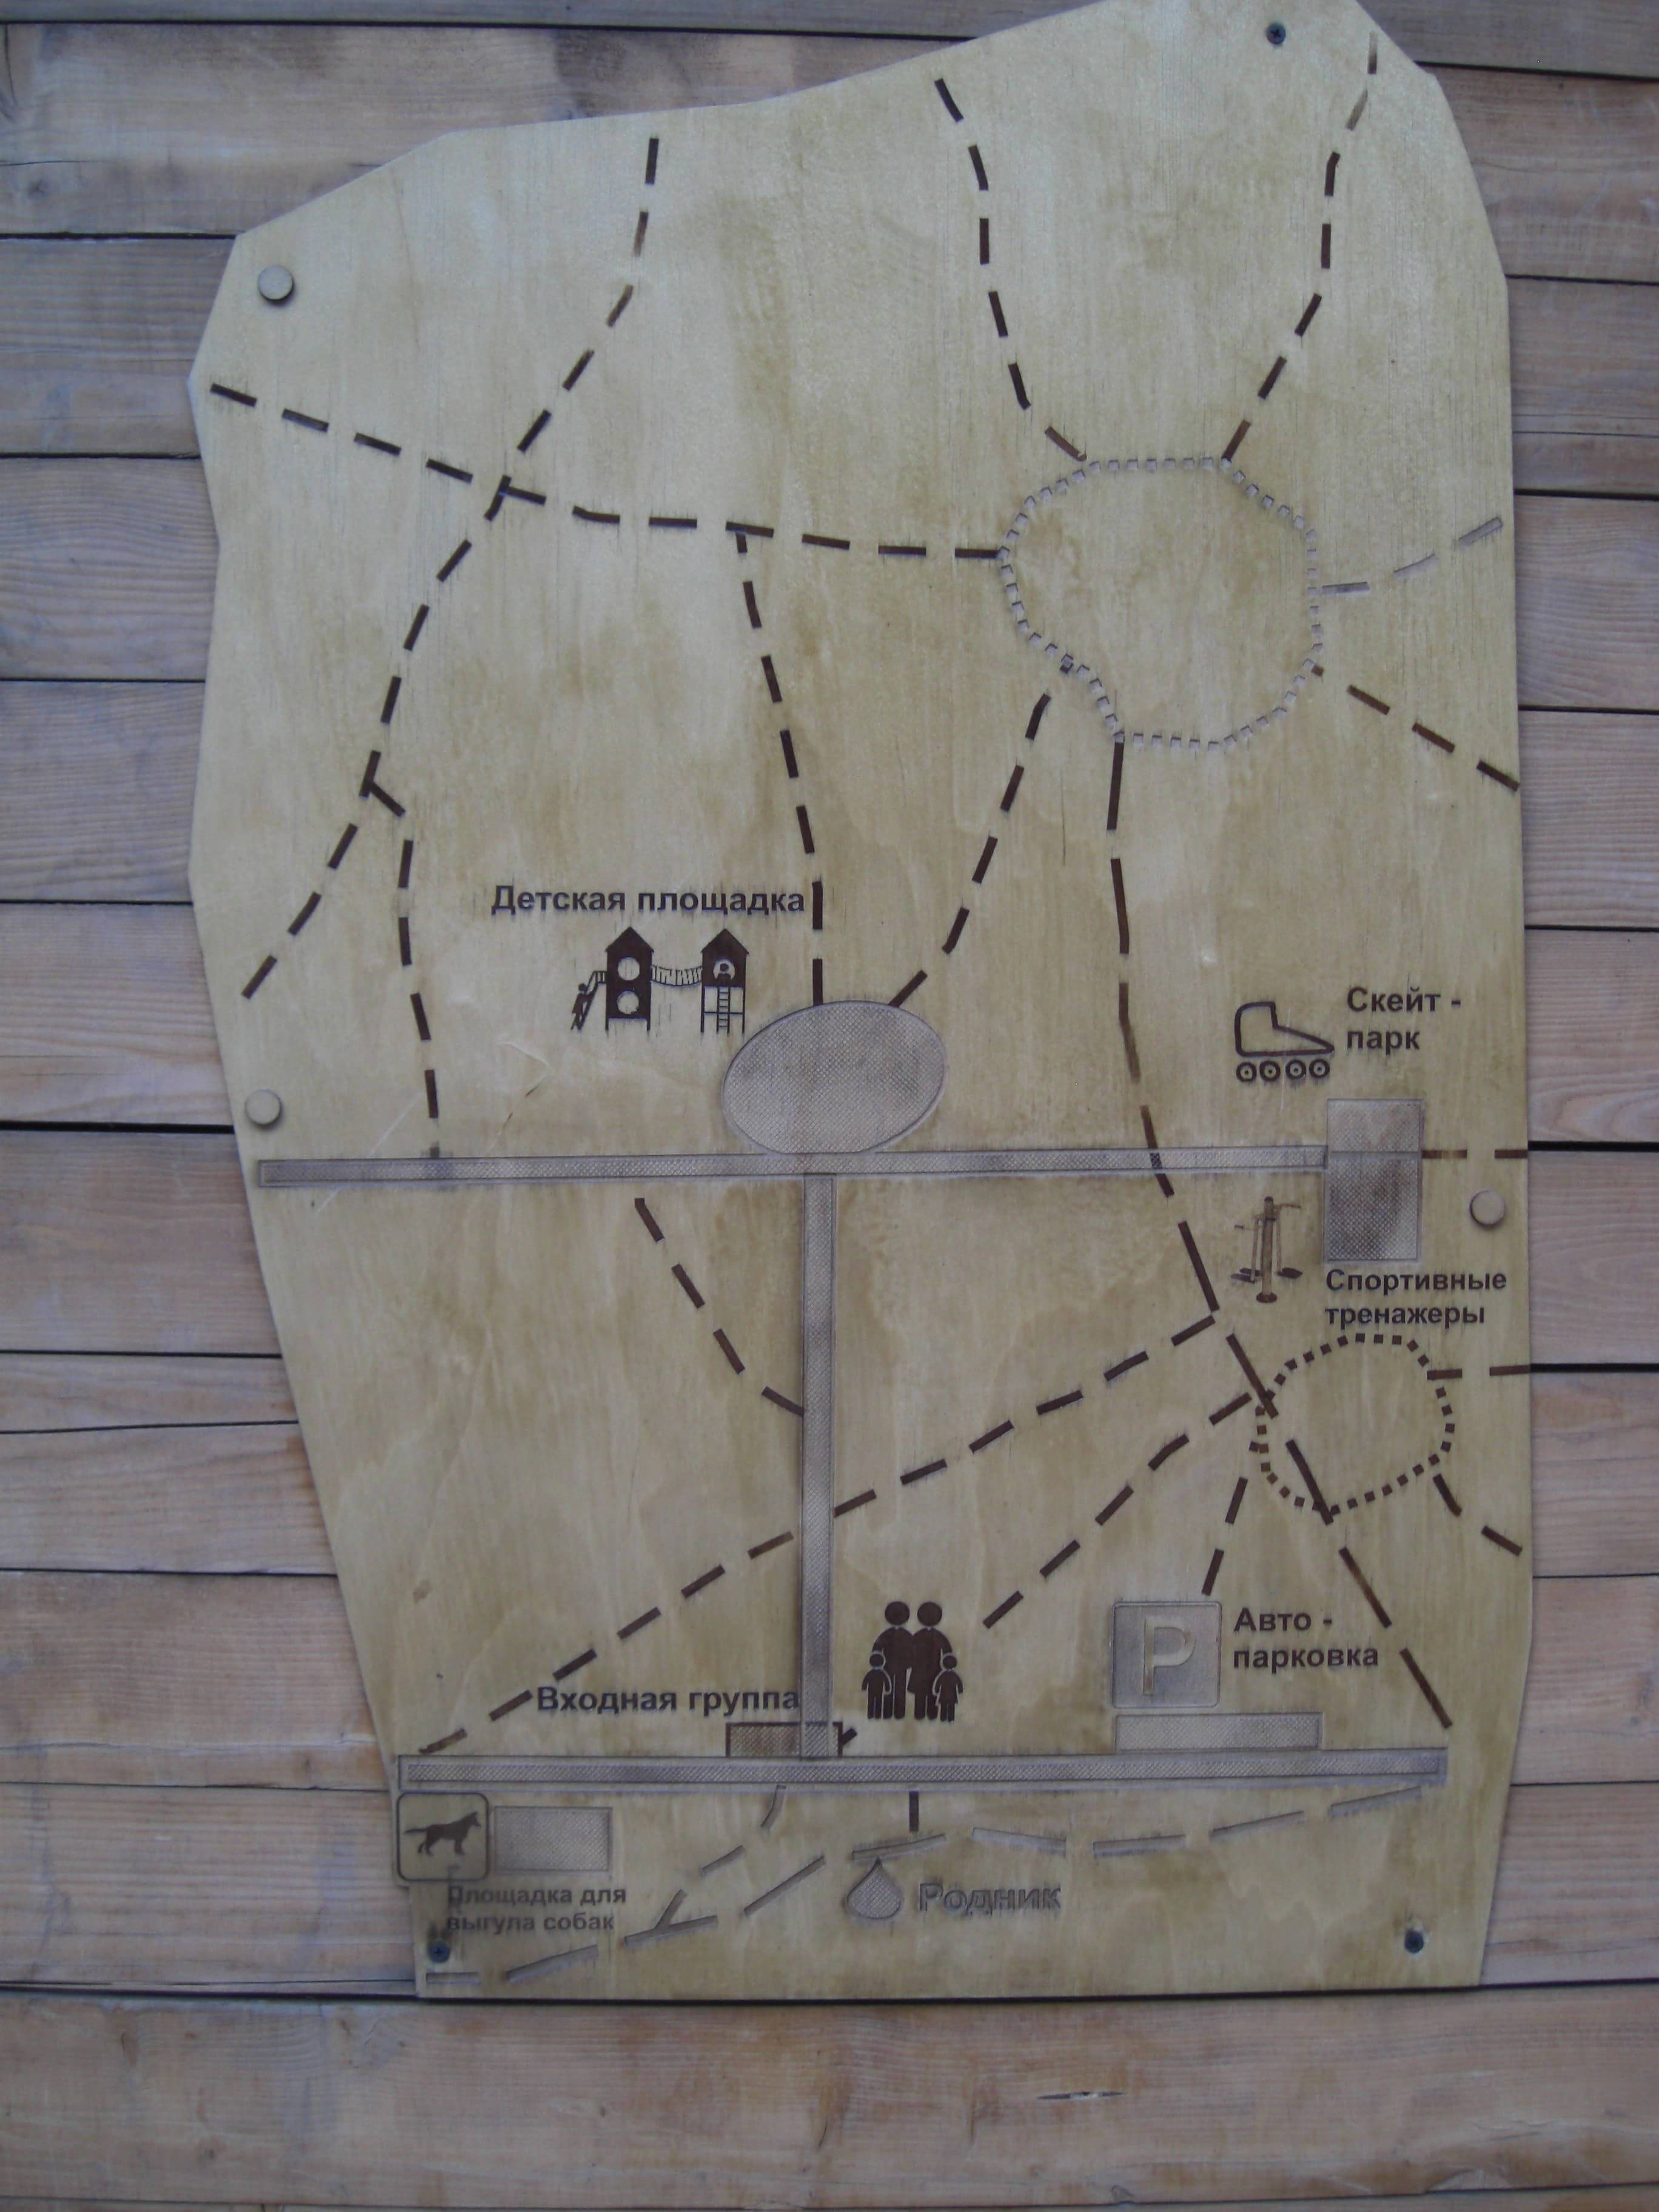 Детская площадка
Скейт -
парк
Спортивные
тренажеры
Авто -
парковка
P
Входная группа
Площадка для
выгула собак
Родник